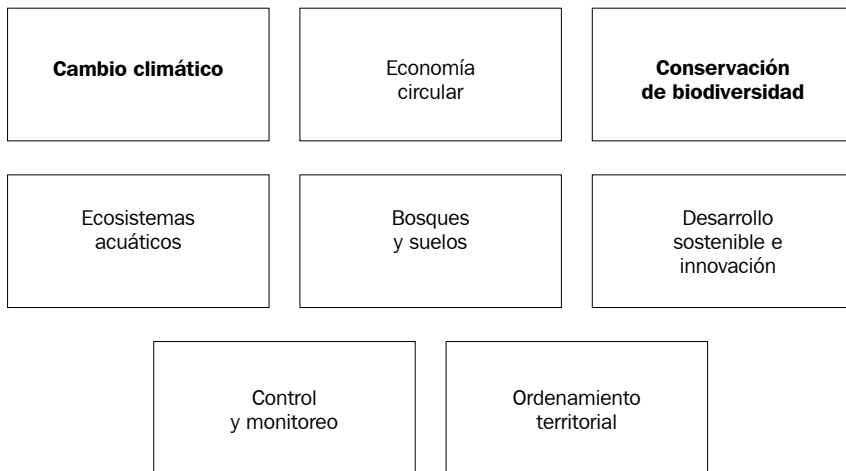 Cambio climático
Economía
circular
Conservación
de biodiversidad
Ecosistemas
acuáticos
Bosques
y suelos
Desarrollo
sostenible e
innovación
Control
y monitoreo
Ordenamiento
territorial